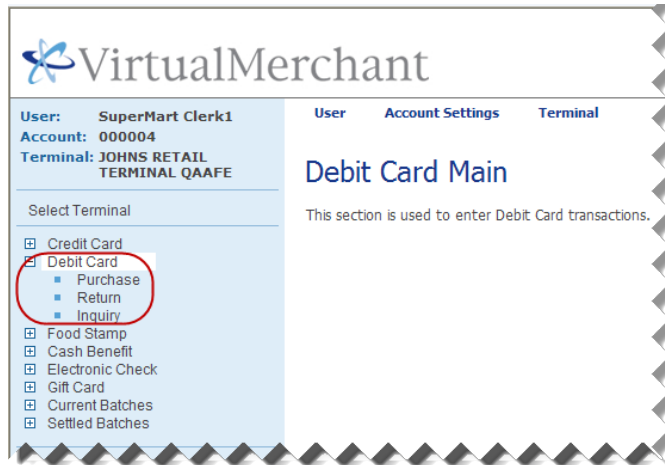 VirtualMerchant
User: SuperMart Clerk1
Account: 000004
Terminal: JOHNS RETAIL
TERMINAL QAAFE
Select Terminal
Credit Card
Debit Card
Purchase
Return
Inquiry
Food Stamp
Cash Benefit
Electronic Check
Gift Card
Current Batches
Settled Batches
User Account Settings Terminal
Debit Card Main
This section is used to enter Debit Card transactions.